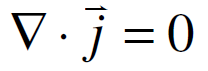 ∇ · j⃗ = 0